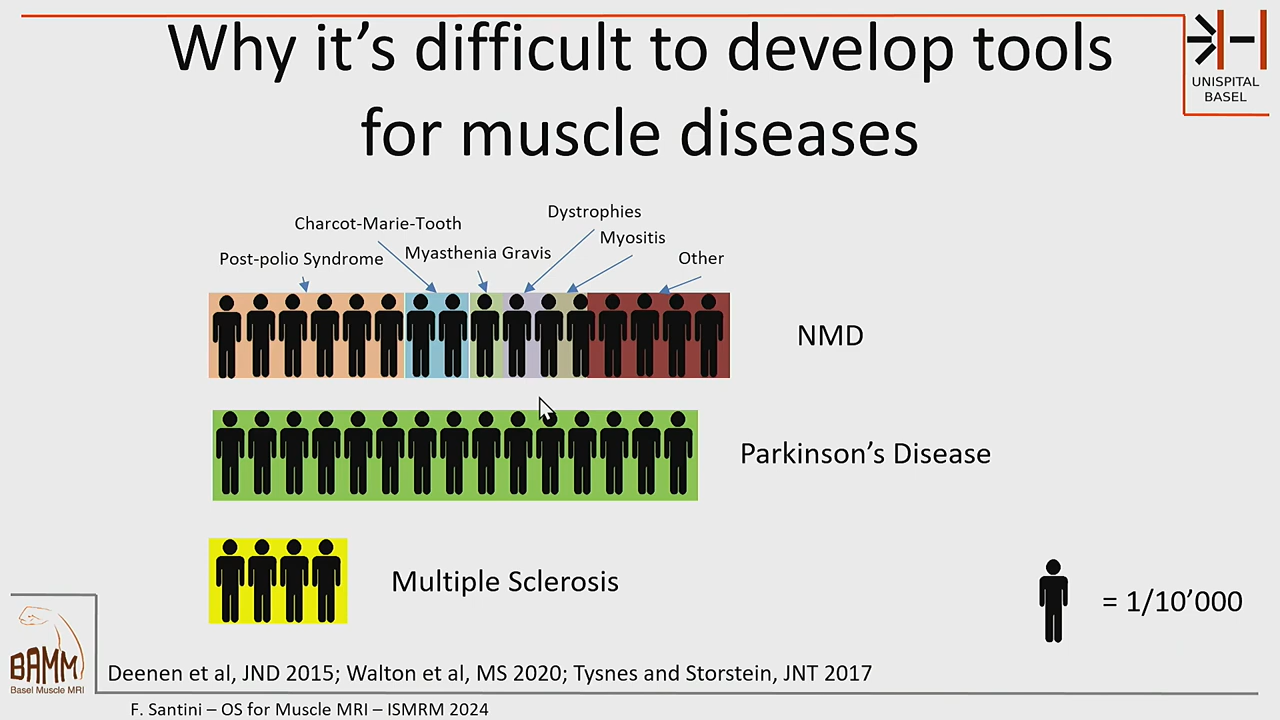 Why it's difficult to develop tools
for muscle diseases
UNISPITAL
BASEL
Dystrophies
Charcot-Marie-Tooth
Myositis
Myasthenia Gravis
Post-polio Syndrome
Other
NMD
Parkinson's Disease
Multiple Sclerosis
= 1/10'000
BAMM
Basel Muscle MRI
Deenen et al, JND 2015; Walton et al, MS 2020; Tysnes and Storstein, JNT 2017
F. Santini – OS for Muscle MRI – ISMRM 2024